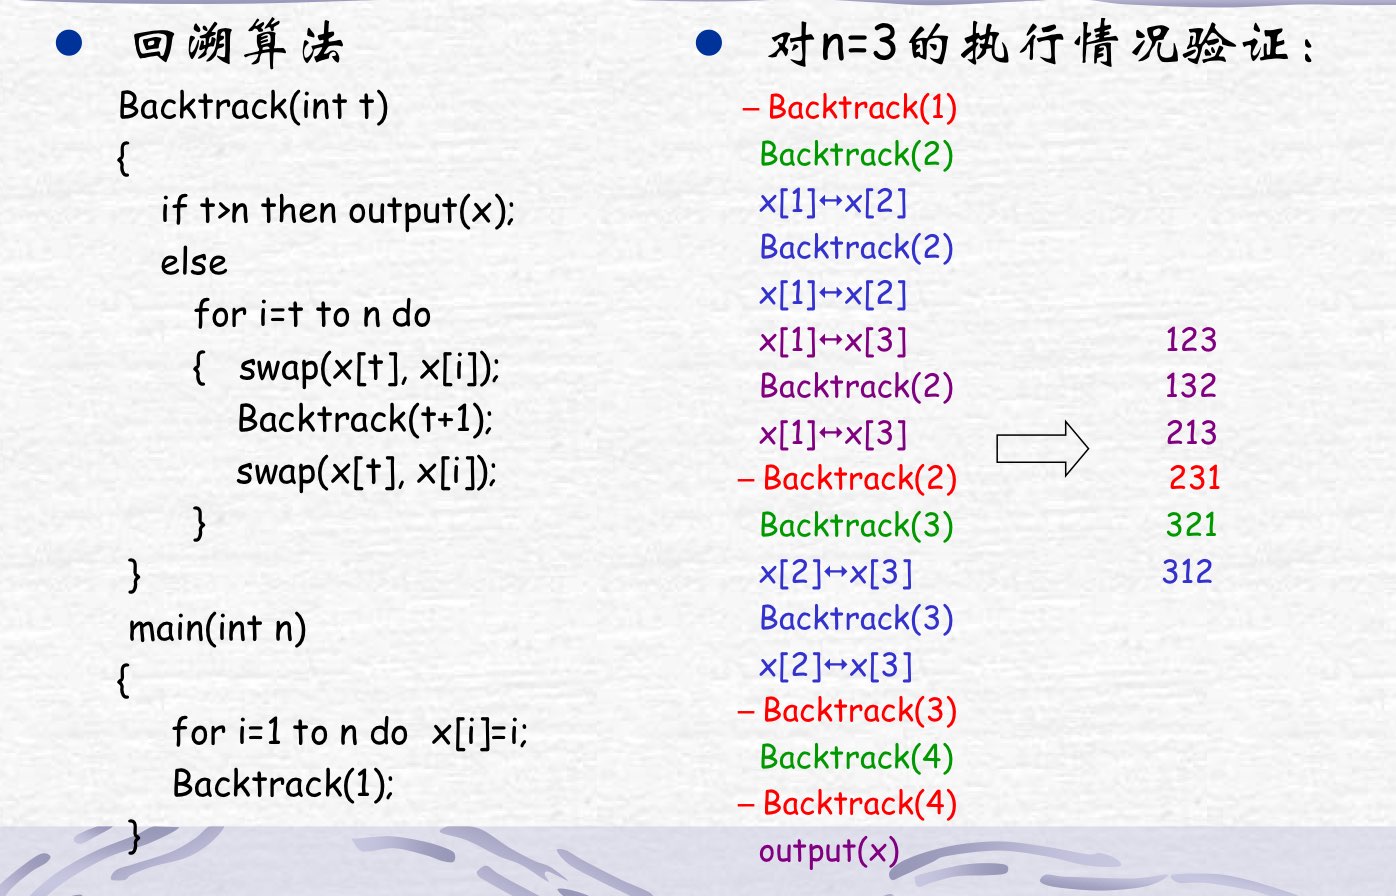 ● 回溯算法
Backtrack(int t)
{
if t>n then output(x);
else
for i=t to n do
{ swap(x[t], x[i]);
Backtrack(t+1);
swap(x[t], x[i]);
}
}
main(int n)
{
for i=1 to n do x[i]=i;
Backtrack(1);
}
● 对n=3的执行情况验证:
– Backtrack(1)
Backtrack(2)
x[1]↔x[2]
Backtrack(2)
x[1]↔x[2]
x[1]↔x[3]
Backtrack(2)
x[1]↔x[3]
– Backtrack(2)
Backtrack(3)
x[2]↔x[3]
Backtrack(3)
x[2]↔x[3]
– Backtrack(3)
Backtrack(4)
– Backtrack(4)
output(x)
123
132
213
231
321
312